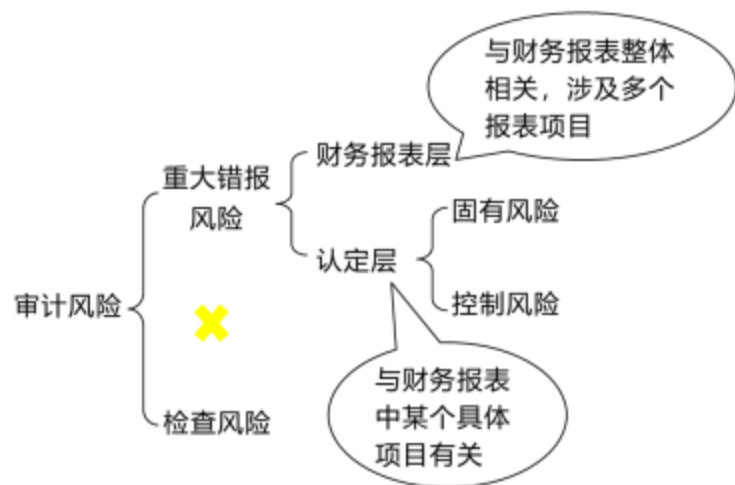 与财务报表整体
相关，涉及多个
报表项目
财务报表层
重大错报
风险
固有风险
认定层
审计风险
控制风险
与财务报表
中某个具体
项目有关
检查风险